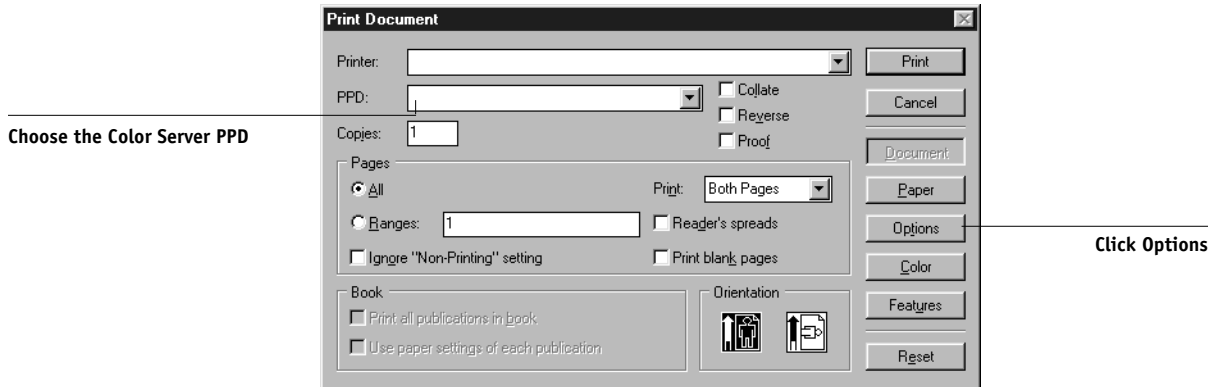 Print Document
Printer:
Print
PPD:
Collate
Cancel
Reverse
Choose the Color Server PPD
Copies: 1
Proof
Document
Pages
All
Print: Both Pages
Paper
Ranges: 1
Reader's spreads
Options
Click Options
Ignore "Non-Printing" setting
Print blank pages
Color
Book
Orientation
Features
Print all publications in book
Use paper settings of each publication
Reset